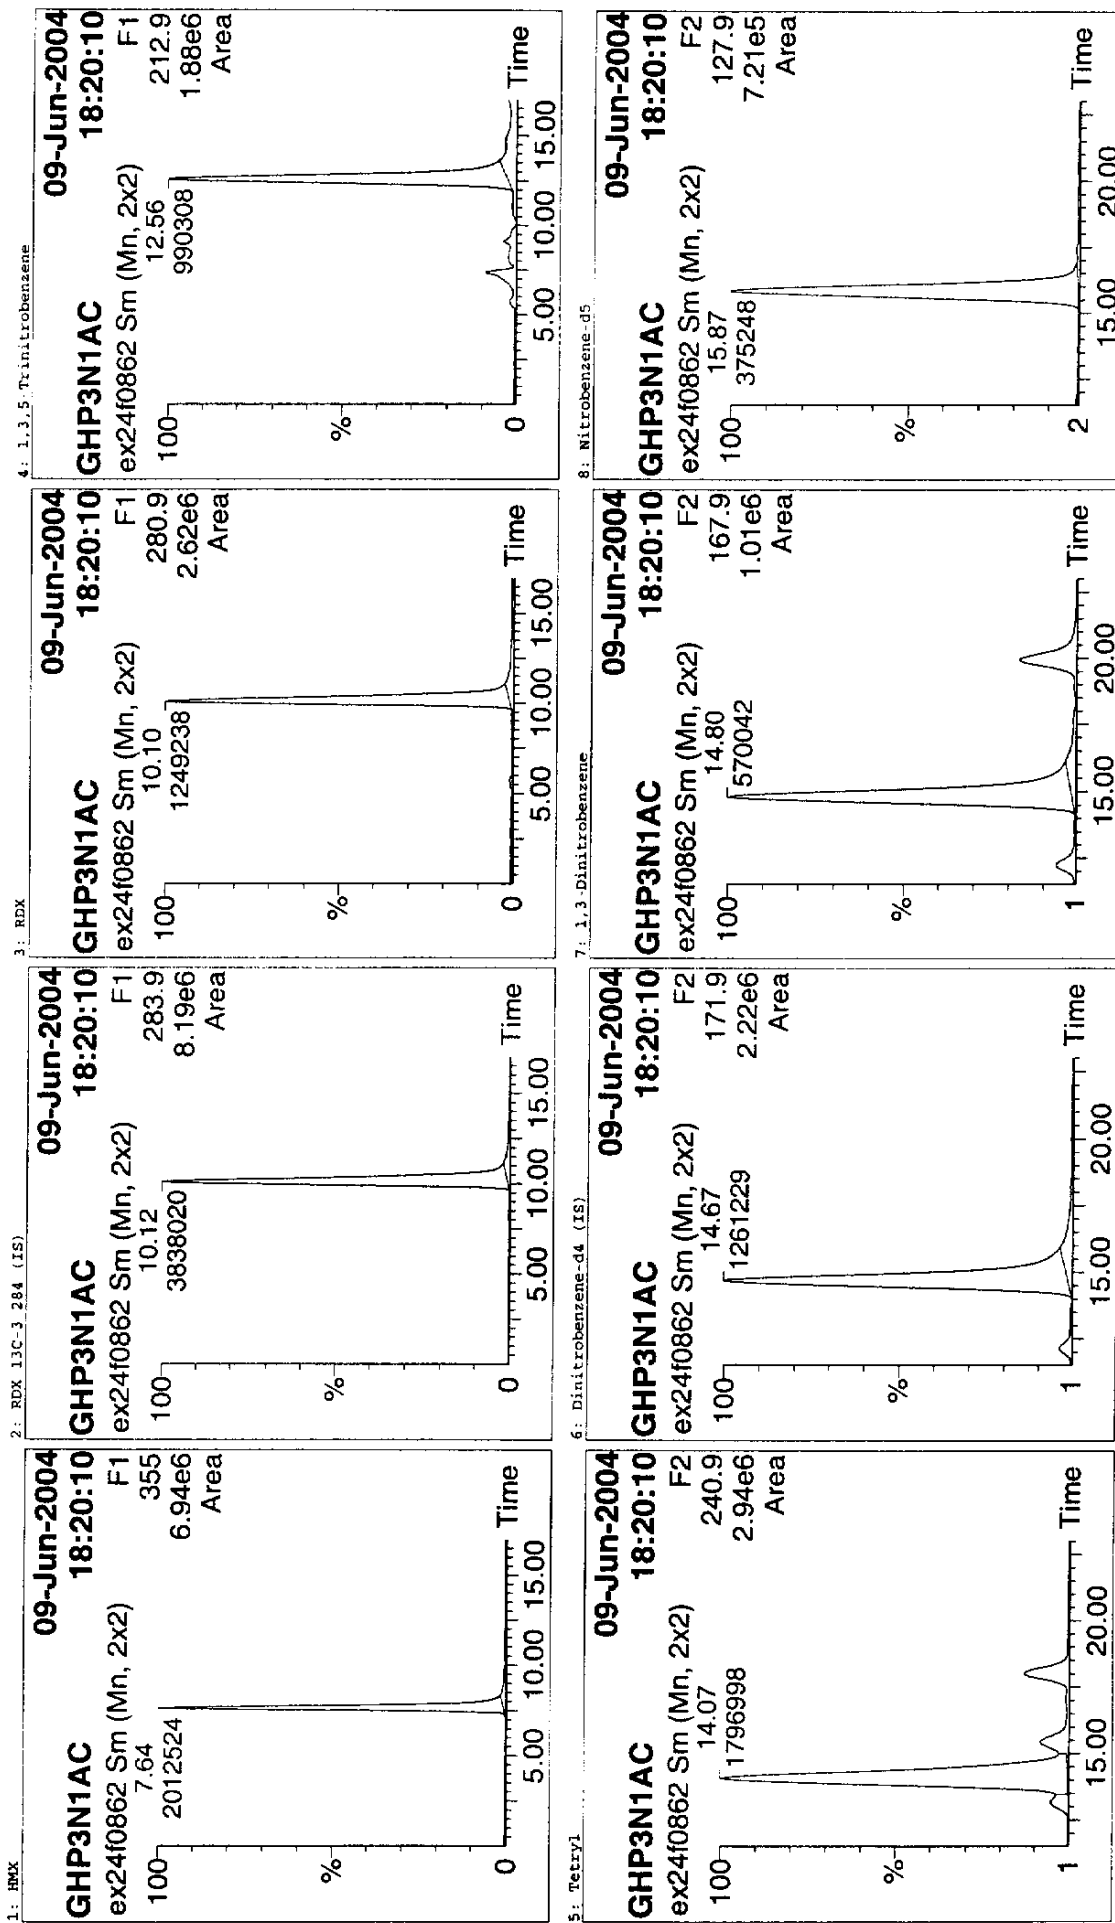 1: HMX
GHP3N1AC
09-Jun-2004
18:20:10
ex24f0862 Sm (Mn, 2x2)
F1
355
6.94e6
Area
7.64
2012524
100
%
0
5.00
10.00
15.00
Time
2: RDX 13C-3 284 (IS)
GHP3N1AC
09-Jun-2004
18:20:10
ex24f0862 Sm (Mn, 2x2)
F1
283.9
8.19e6
Area
10.12
3838020
100
%
0
5.00
10.00
15.00
Time
3: RDX
GHP3N1AC
09-Jun-2004
18:20:10
ex24f0862 Sm (Mn, 2x2)
F1
280.9
2.62e6
Area
10.10
1249238
100
%
0
5.00
10.00
15.00
Time
4: 1,3,5-Trinitrobenzene
GHP3N1AC
09-Jun-2004
18:20:10
ex24f0862 Sm (Mn, 2x2)
F1
212.9
1.88e6
Area
12.56
990308
100
%
0
5.00
10.00
15.00
Time
5: Tetryl
GHP3N1AC
09-Jun-2004
18:20:10
ex24f0862 Sm (Mn, 2x2)
F2
240.9
2.94e6
Area
14.07
1796998
100
%
1
15.00
20.00
Time
6: Dinitrobenzene-d4 (IS)
GHP3N1AC
09-Jun-2004
18:20:10
ex24f0862 Sm (Mn, 2x2)
F2
171.9
2.22e6
Area
14.67
1261229
100
%
1
15.00
20.00
Time
7: 1,3-Dinitrobenzene
GHP3N1AC
09-Jun-2004
18:20:10
ex24f0862 Sm (Mn, 2x2)
F2
167.9
1.01e6
Area
14.80
570042
100
%
1
15.00
20.00
Time
8: Nitrobenzene-d5
GHP3N1AC
09-Jun-2004
18:20:10
ex24f0862 Sm (Mn, 2x2)
F2
127.9
7.21e5
Area
15.87
375248
100
%
2
15.00
20.00
Time